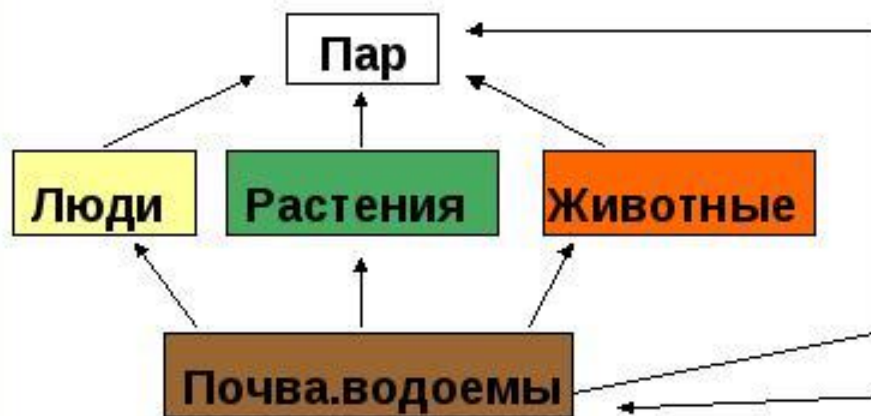 Пар
Люди
Растения
Животные
Почва.водоемы